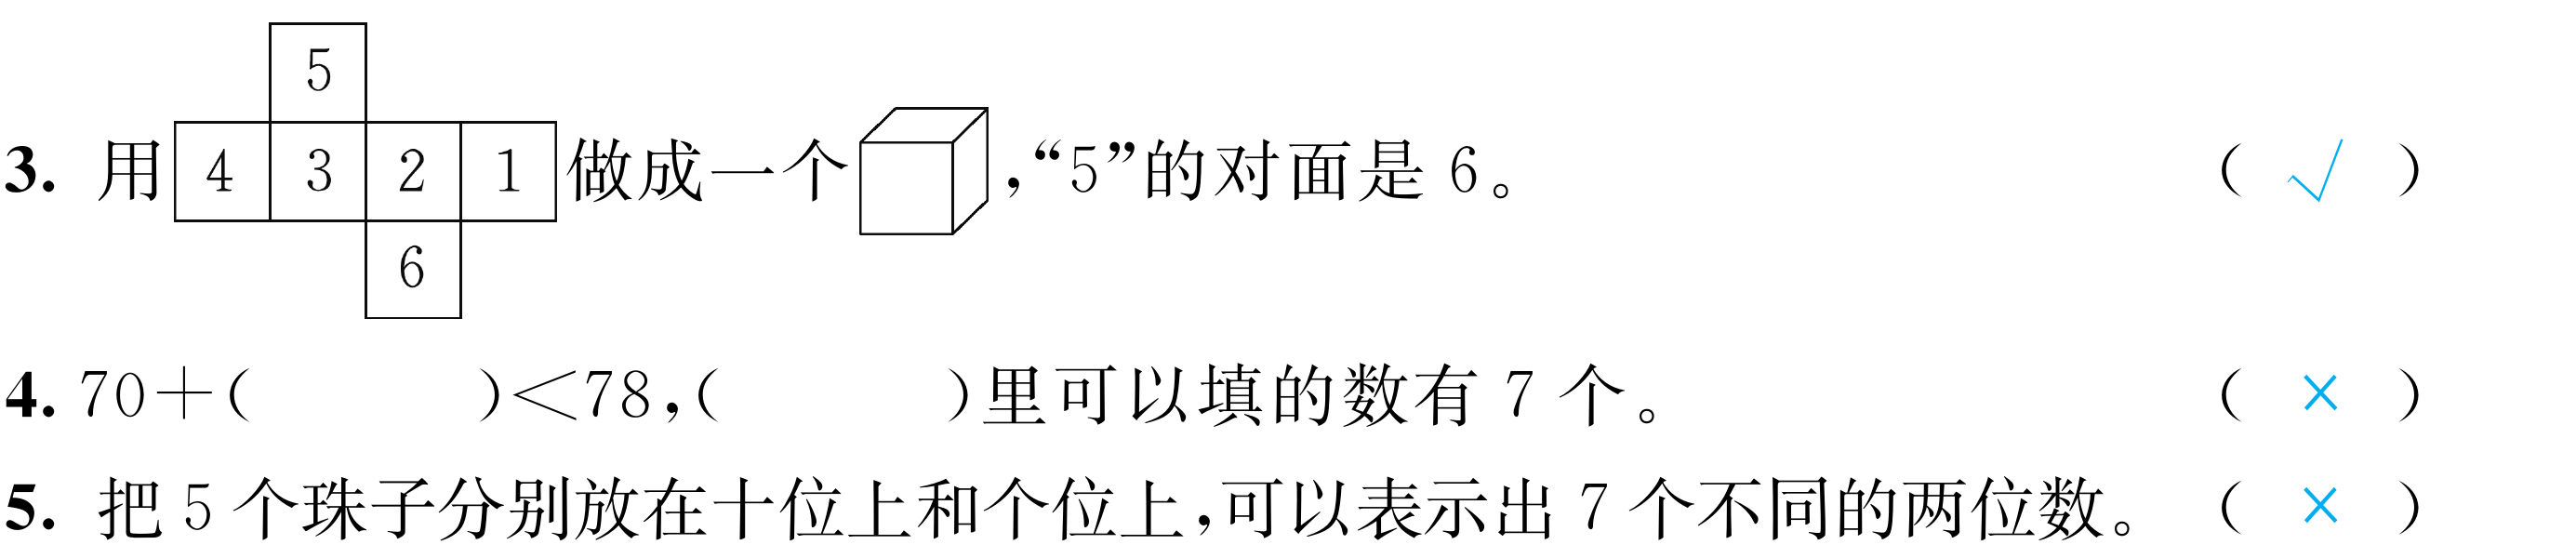 5
3. 用 4 3 2 1 做成一个 ,“5”的对面是 6。 ( √ )
6
4. 70+( )<78,( )里可以填的数有 7 个。 ( × )
5. 把 5 个珠子分别放在十位上和个位上,可以表示出 7 个不同的两位数。 ( × )